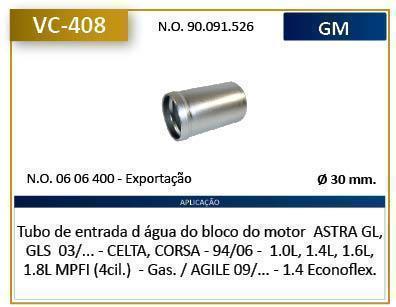 VC-408
N.O. 90.091.526
GM
N.O. 06 06 400 - Exportação
Ø 30 mm.
APLICAÇÃO
Tubo de entrada d água do bloco do motor ASTRA GL,
GLS 03/... - CELTA, CORSA - 94/06 - 1.0L, 1.4L, 1.6L,
1.8L MPFI (4cil.) - Gas. / AGILE 09/... - 1.4 Econoflex.